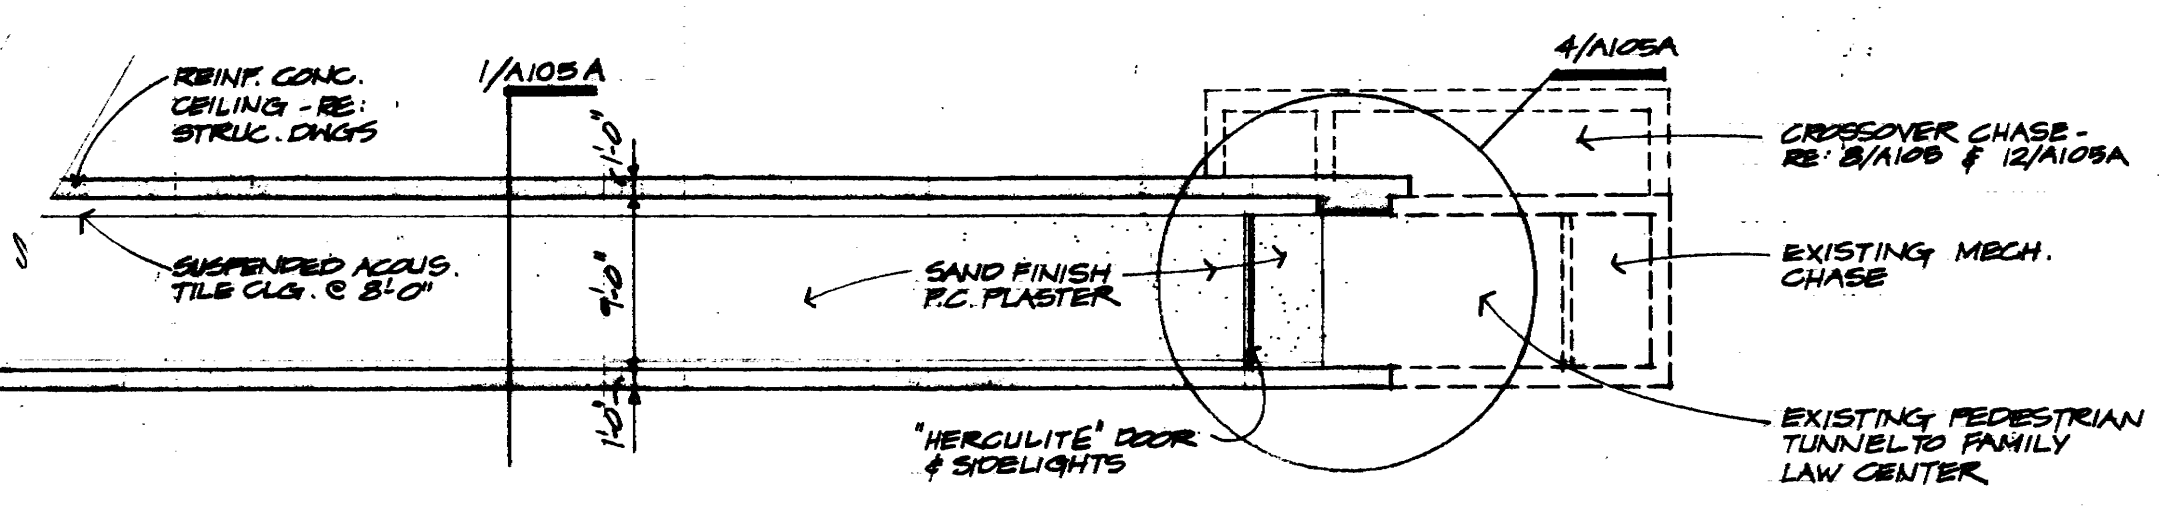 REINF. CONC.
CEILING - RE:
STRUC. DWGS
1/A105A
4/A105A
1'-0"
CROSSOVER CHASE -
RE: 8/A105 & 12/A105A
SUSPENDED ACOUS.
TILE CLG. @ 8'-0"
9'-0"
SAND FINISH
P.C. PLASTER
EXISTING MECH.
CHASE
1'-0"
"HERCULITE" DOOR
& SIDELIGHTS
EXISTING PEDESTRIAN
TUNNEL TO FAMILY
LAW CENTER